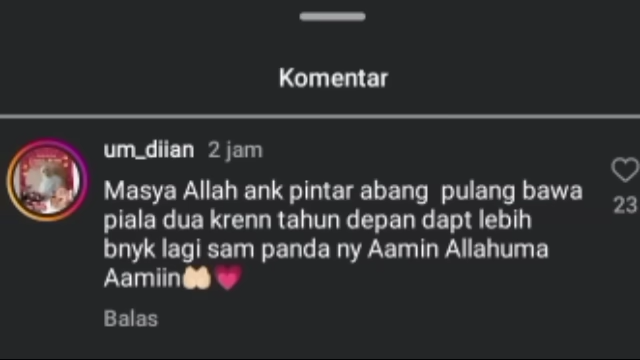 Komentar
um_diian 2 jam
Masya Allah ank pintar abang pulang bawa
piala dua krenn tahun depan dapt lebih
bnyk lagi sam panda ny Aamin Allahuma
Aamiin🤲🏻💗
23
Balas